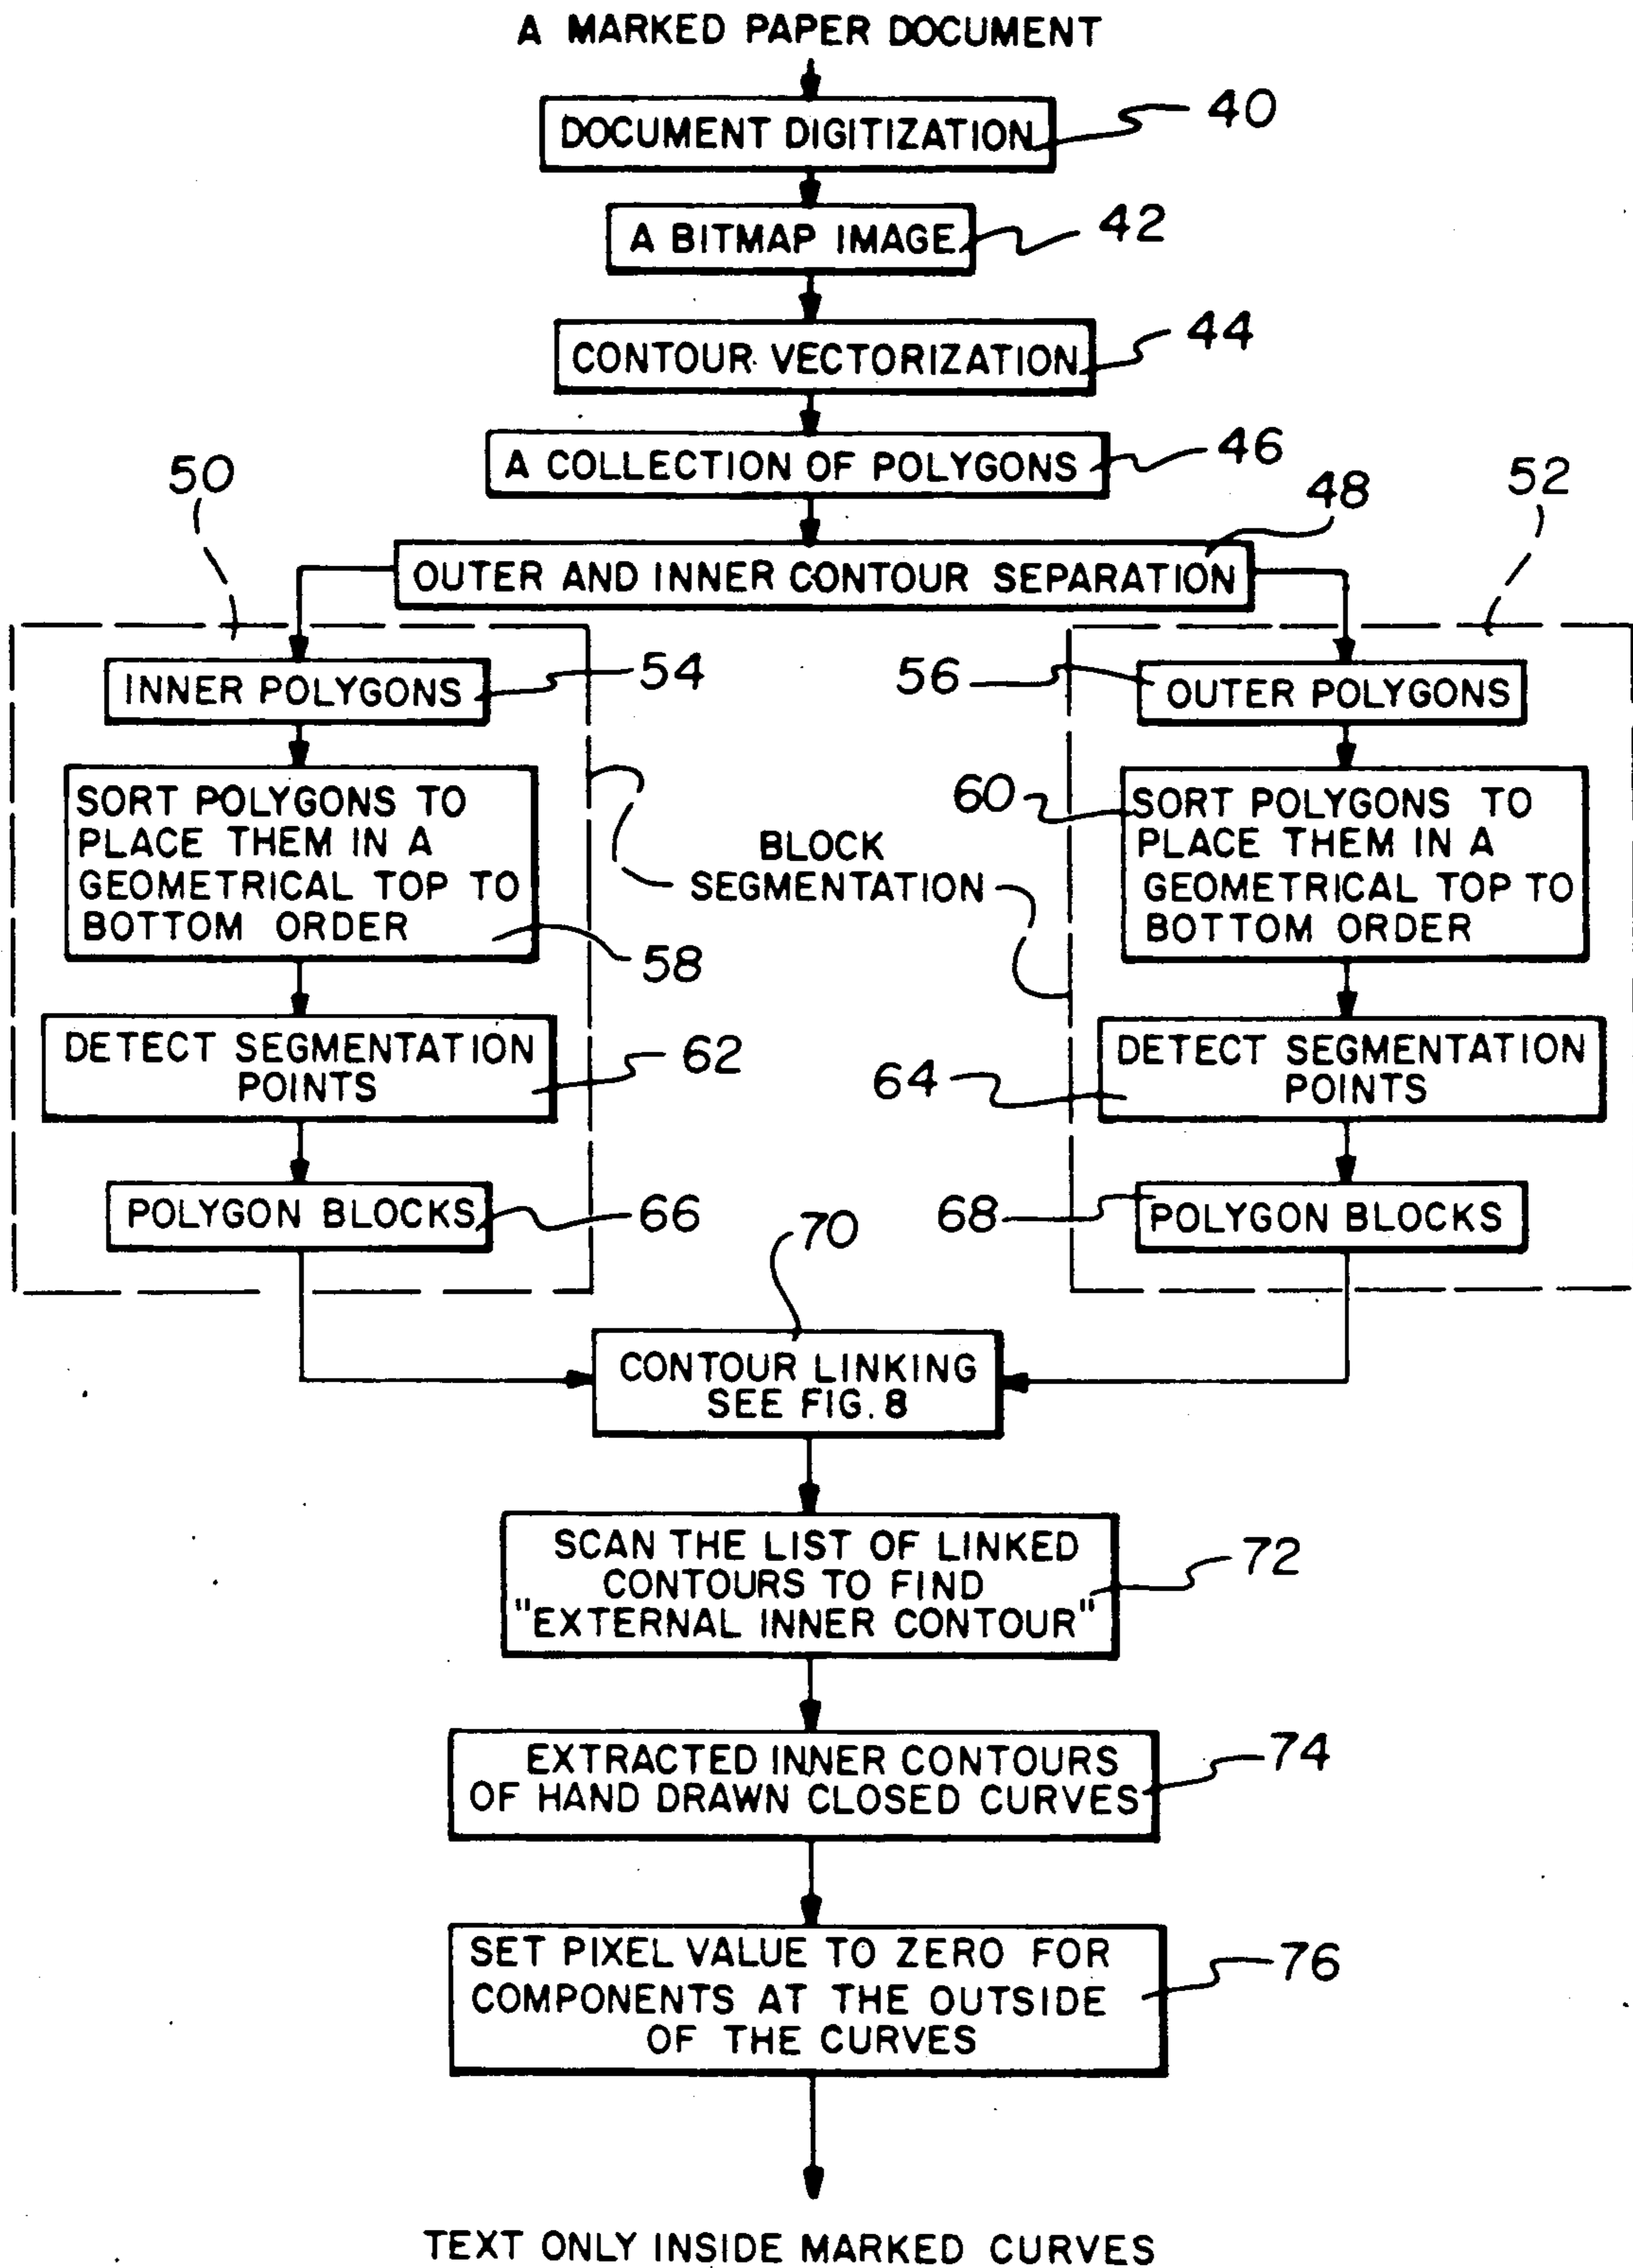 A MARKED PAPER DOCUMENT
DOCUMENT DIGITIZATION
40
A BITMAP IMAGE
42
CONTOUR VECTORIZATION
44
A COLLECTION OF POLYGONS
46
48
OUTER AND INNER CONTOUR SEPARATION
50
52
INNER POLYGONS
54
56
OUTER POLYGONS
SORT POLYGONS TO
PLACE THEM IN A
GEOMETRICAL TOP TO
BOTTOM ORDER
58
BLOCK
SEGMENTATION
60
SORT POLYGONS TO
PLACE THEM IN A
GEOMETRICAL TOP TO
BOTTOM ORDER
DETECT SEGMENTATION
POINTS
62
64
DETECT SEGMENTATION
POINTS
POLYGON BLOCKS
66
68
POLYGON BLOCKS
70
CONTOUR LINKING
SEE FIG. 8
SCAN THE LIST OF LINKED
CONTOURS TO FIND
"EXTERNAL INNER CONTOUR"
72
EXTRACTED INNER CONTOURS
OF HAND DRAWN CLOSED CURVES
74
SET PIXEL VALUE TO ZERO FOR
COMPONENTS AT THE OUTSIDE
OF THE CURVES
76
TEXT ONLY INSIDE MARKED CURVES